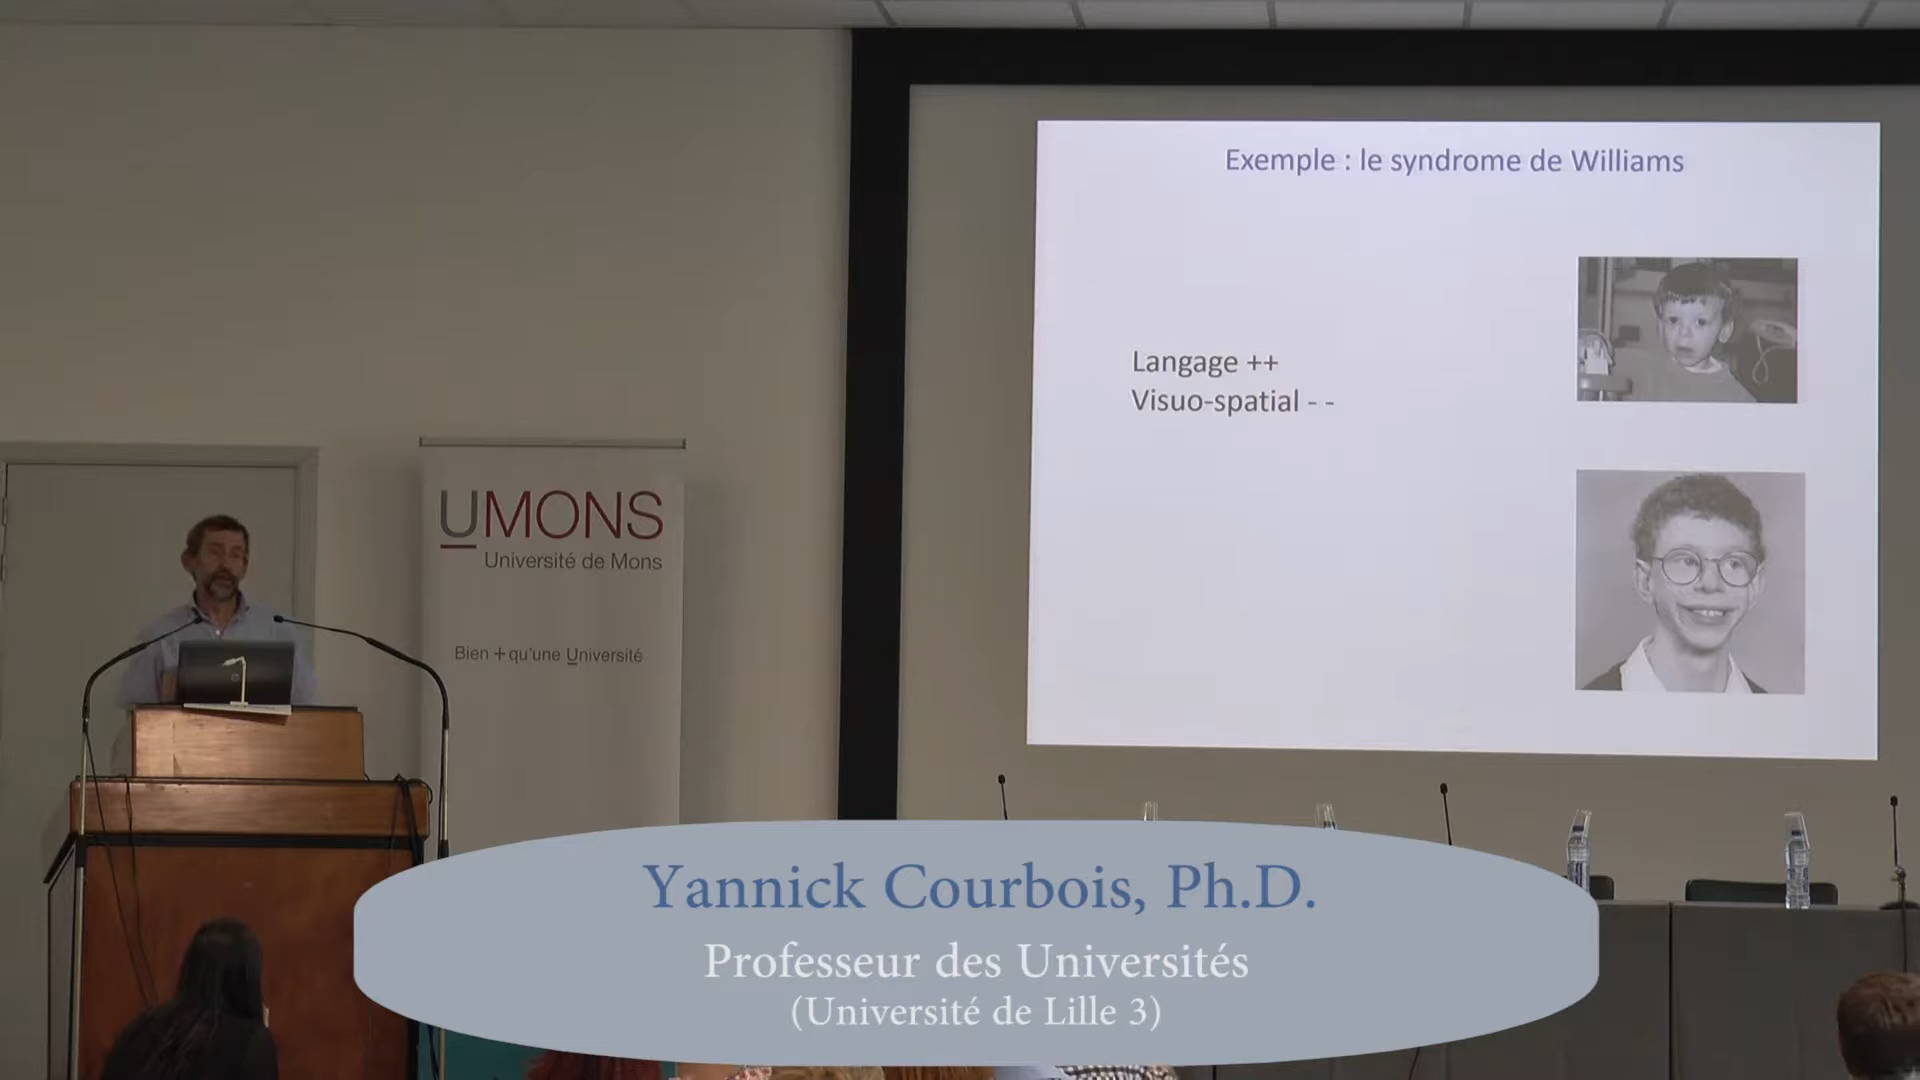 Exemple : le syndrome de Williams
Langage ++
Visuo-spatial - -
UMONS
Université de Mons
Bien + qu'une Université
Yannick Courbois, Ph.D.
Professeur des Universités
(Université de Lille 3)